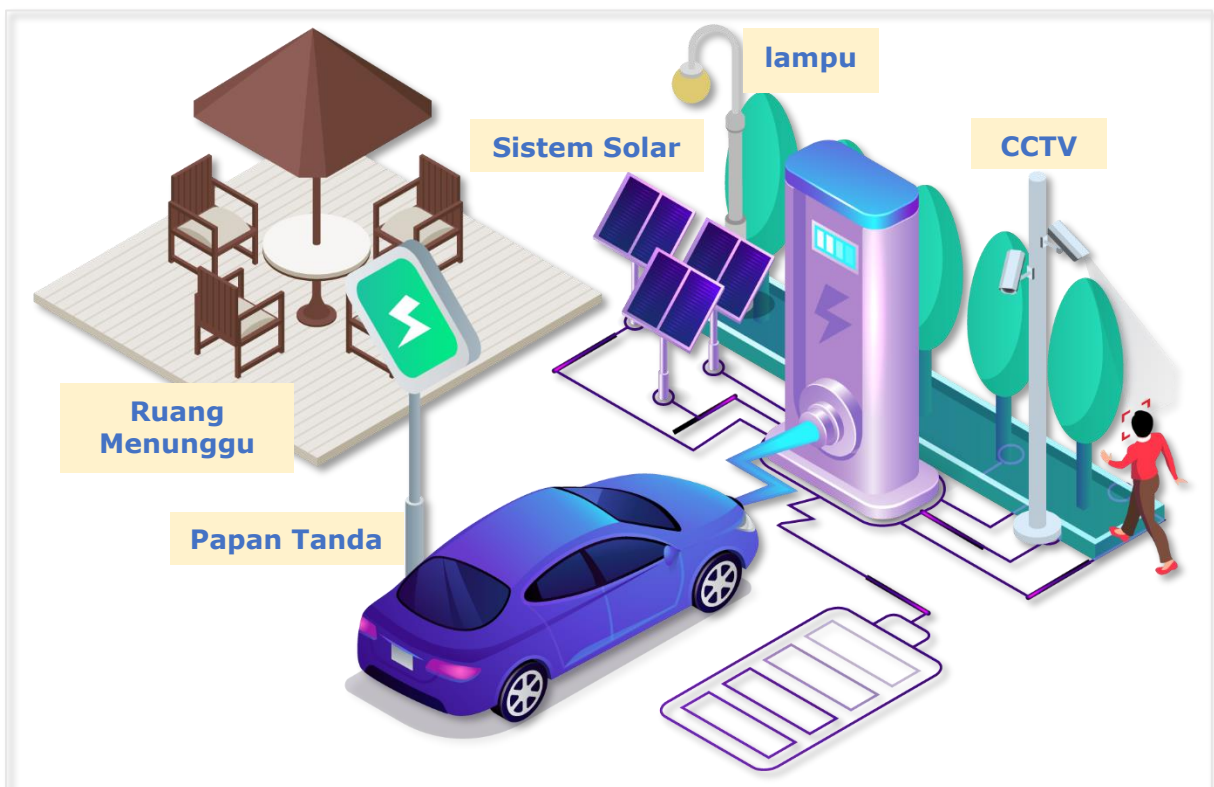 lampu
Sistem Solar
CCTV
Ruang
Menunggu
Papan Tanda